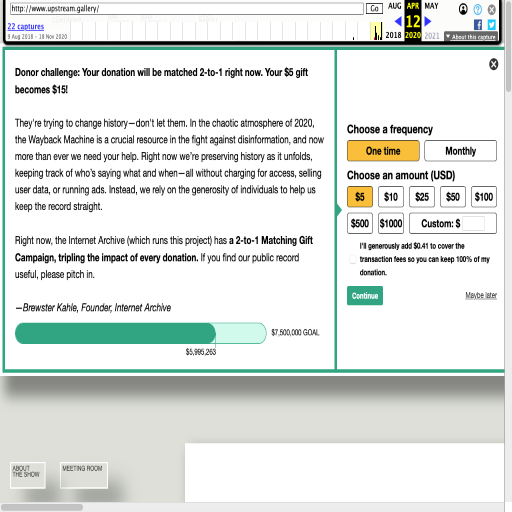 http://www.upstream.gallery/
Go
AUG APR MAY
12
2018 2020 2021
22 captures
9 Aug 2018 - 18 Nov 2020
About this capture
Donor challenge: Your donation will be matched 2-to-1 right now. Your $5 gift
becomes $15!
They're trying to change history—don't let them. In the chaotic atmosphere of 2020,
the Wayback Machine is a crucial resource in the fight against disinformation, and now
more than ever we need your help. Right now we're preserving history as it unfolds,
keeping track of who's saying what and when—all without charging for access, selling
user data, or running ads. Instead, we rely on the generosity of individuals to help us
keep the record straight.
Right now, the Internet Archive (which runs this project) has a 2-to-1 Matching Gift
Campaign, tripling the impact of every donation. If you find our public record
useful, please pitch in.
—Brewster Kahle, Founder, Internet Archive
$7,500,000 GOAL
$5,995,263
Choose a frequency
One time Monthly
Choose an amount (USD)
$5 $10 $25 $50 $100
$500 $1000 Custom: $
I'll generously add $0.41 to cover the
transaction fees so you can keep 100% of my
donation.
Continue
Maybe later
ABOUT
THE SHOW
MEETING ROOM